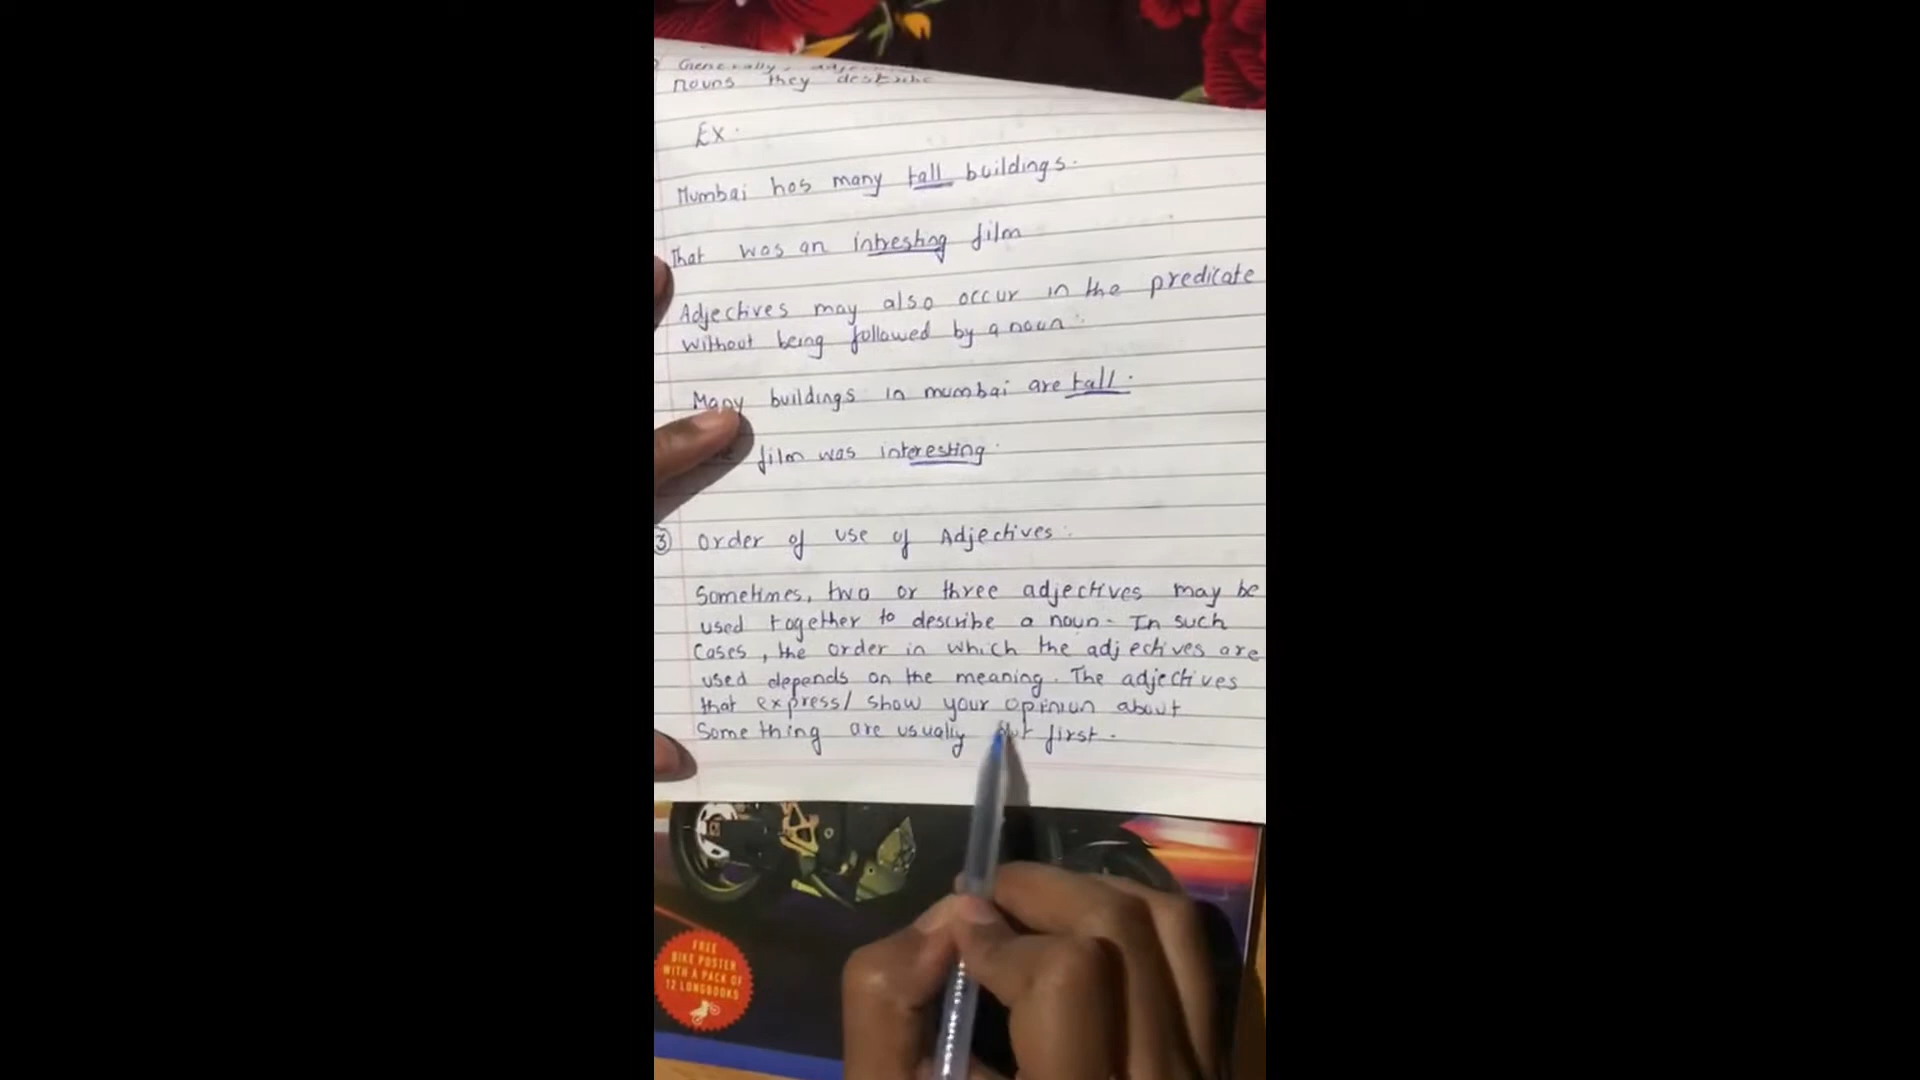 Generally,
nouns they describe
Ex.
Mumbai has many tall buildings.
That was an intresting film
Adjectives may also occur in the predicate
without being followed by a noun:
Many buildings in mumbai are tall.
film was interesting.
3 Order of use of Adjectives:
Sometimes, two or three adjectives may be
used together to describe a noun. In such
Cases, the order in which the adjectives are
used depends on the meaning. The adjectives
that express/ show your opinion about
Something are usually put first.
FREE
BIKE POSTER
WITH A PACK OF
12 LONGBOOKS